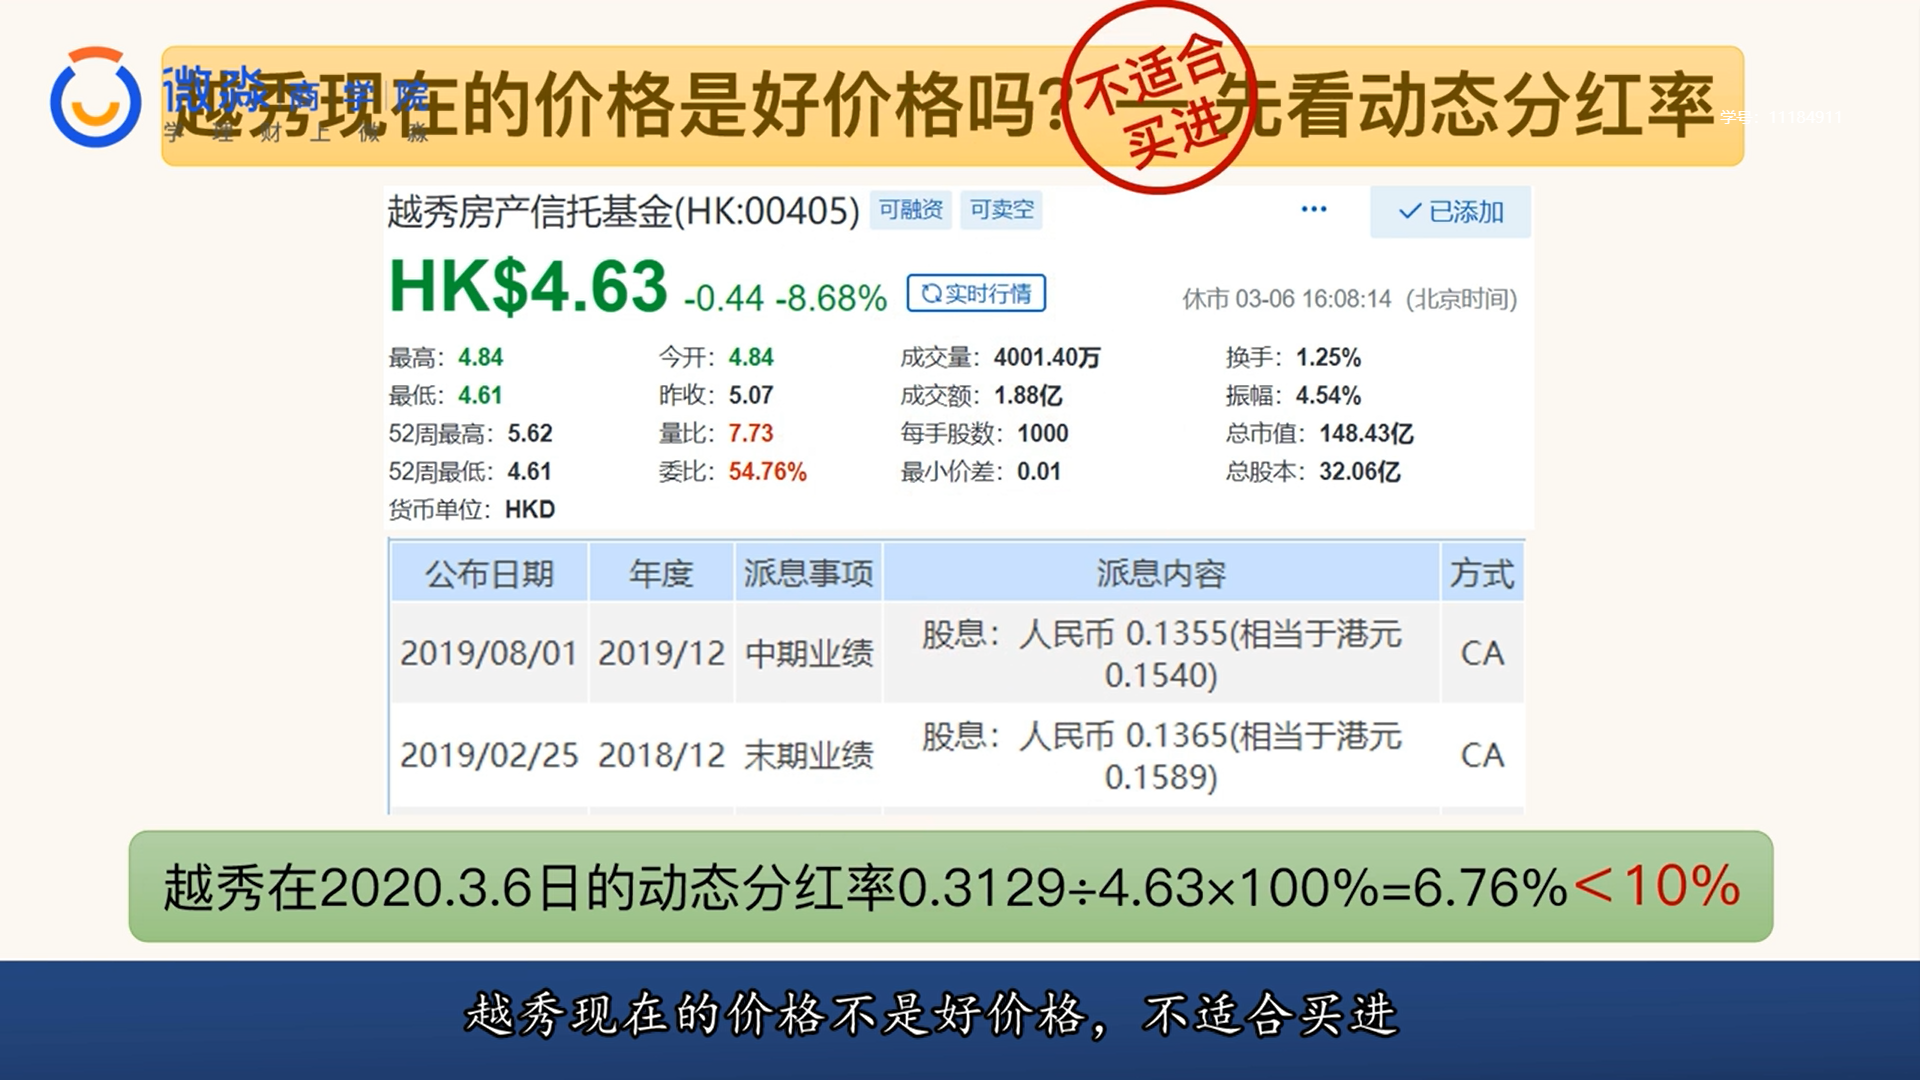 微淼商学院
学理财上微淼
越秀现在的价格是好价格吗？——先看动态分红率
不适合
买进
学号：11184911
越秀房产信托基金(HK:00405) 可融资 可卖空 ··· 已添加
HK$4.63 -0.44 -8.68% 实时行情 休市 03-06 16:08:14 (北京时间)
最高：4.84 今开：4.84 成交量：4001.40万 换手：1.25%
最低：4.61 昨收：5.07 成交额：1.88亿 振幅：4.54%
52周最高：5.62 量比：7.73 每手股数：1000 总市值：148.43亿
52周最低：4.61 委比：54.76% 最小价差：0.01 总股本：32.06亿
货币单位：HKD
公布日期 年度 派息事项 派息内容 方式
2019/08/01 2019/12 中期业绩 股息：人民币 0.1355(相当于港元
0.1540) CA
2019/02/25 2018/12 末期业绩 股息：人民币 0.1365(相当于港元
0.1589) CA
越秀在2020.3.6日的动态分红率0.3129÷4.63×100%=6.76%＜10%
越秀现在的价格不是好价格，不适合买进